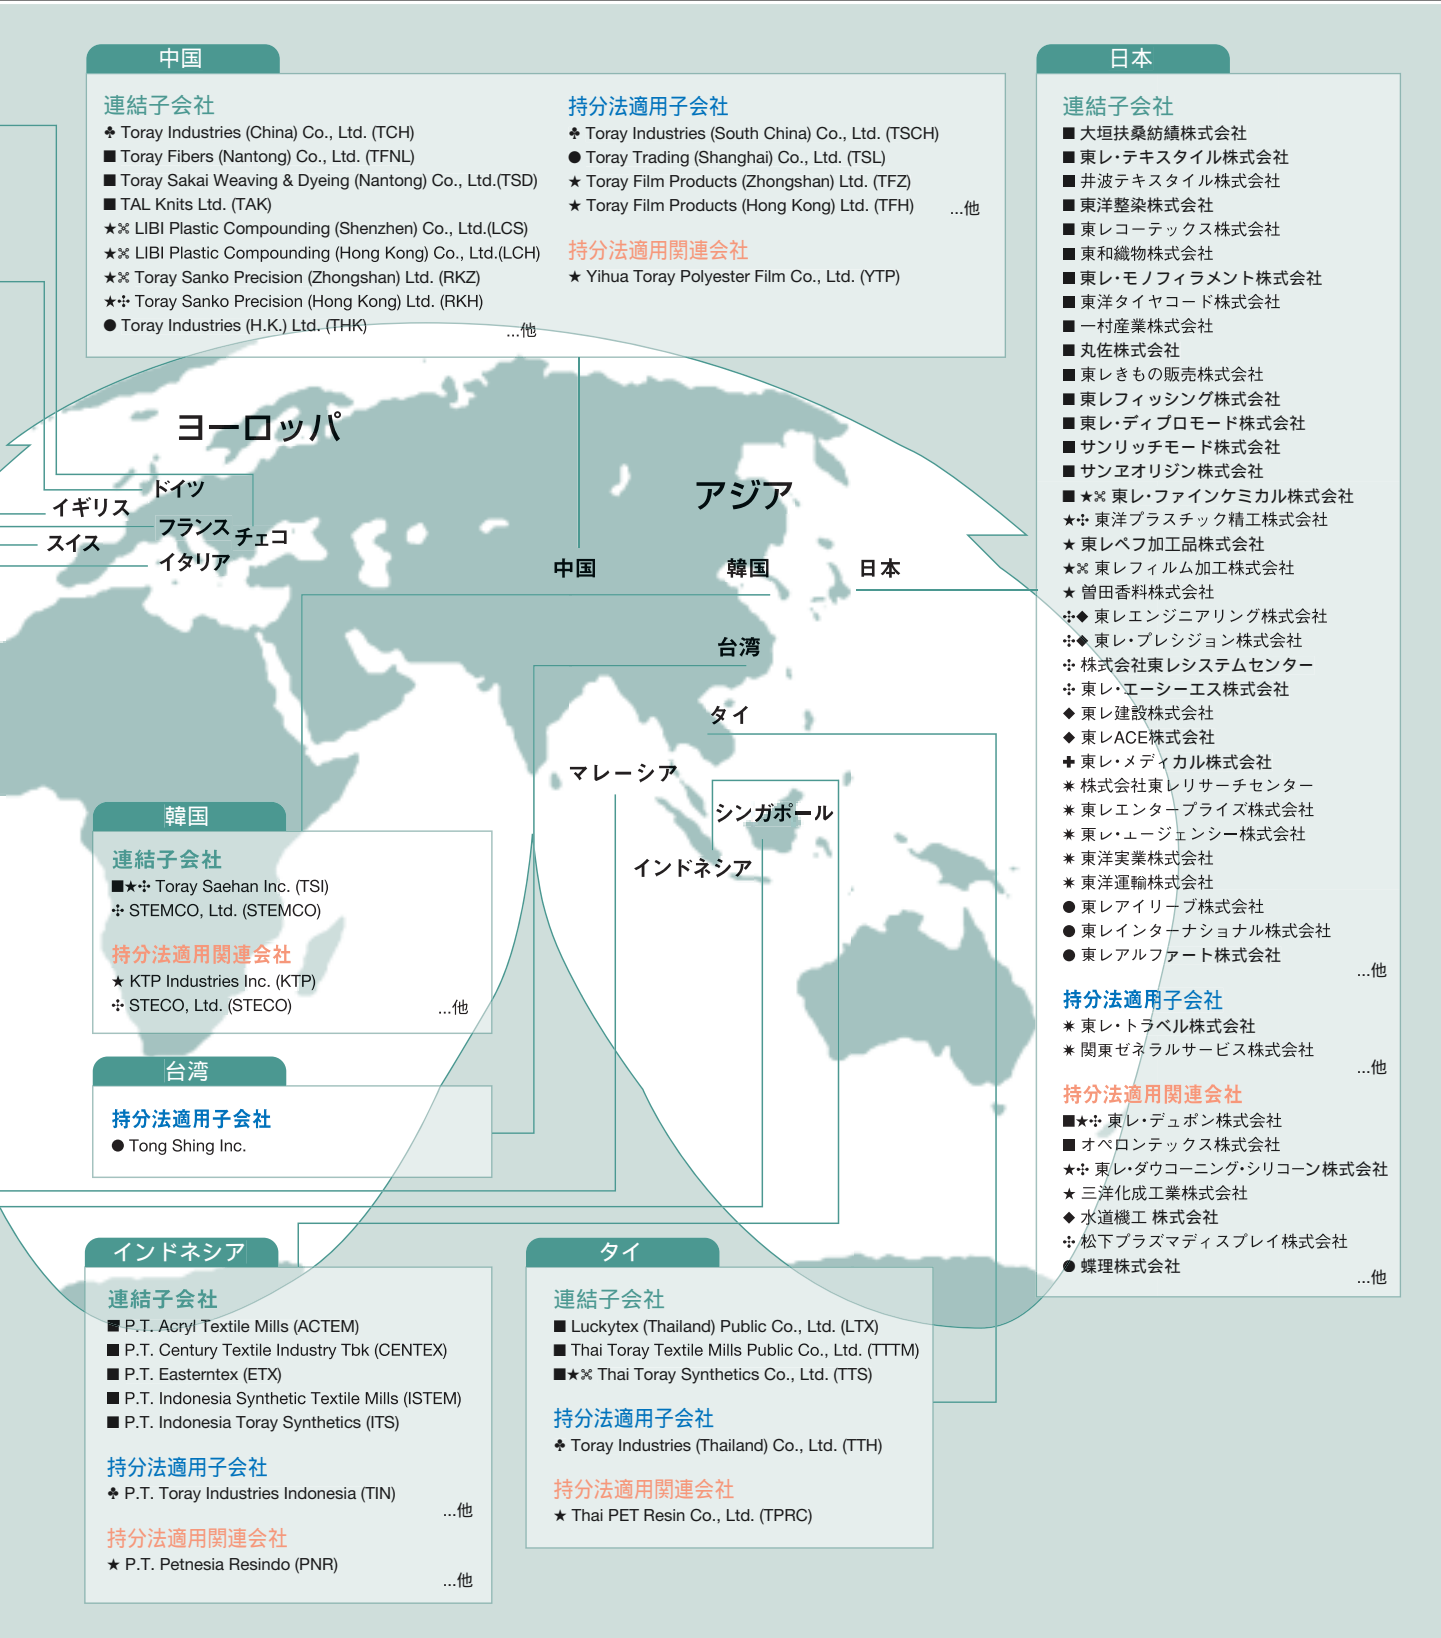 中国
連結子会社
♣ Toray Industries (China) Co., Ltd. (TCH)
■ Toray Fibers (Nantong) Co., Ltd. (TFNL)
■ Toray Sakai Weaving & Dyeing (Nantong) Co., Ltd.(TSD)
■ TAL Knits Ltd. (TAK)
★⌘ LIBI Plastic Compounding (Shenzhen) Co., Ltd.(LCS)
★⌘ LIBI Plastic Compounding (Hong Kong) Co., Ltd.(LCH)
★⌘ Toray Sanko Precision (Zhongshan) Ltd. (RKZ)
★✣ Toray Sanko Precision (Hong Kong) Ltd. (RKH)
● Toray Industries (H.K.) Ltd. (THK)
...他
持分法適用子会社
♣ Toray Industries (South China) Co., Ltd. (TSCH)
● Toray Trading (Shanghai) Co., Ltd. (TSL)
★ Toray Film Products (Zhongshan) Ltd. (TFZ)
★ Toray Film Products (Hong Kong) Ltd. (TFH)
...他
持分法適用関連会社
★ Yihua Toray Polyester Film Co., Ltd. (YTP)
日本
連結子会社
■ 大垣扶桑紡績株式会社
■ 東レ・テキスタイル株式会社
■ 井波テキスタイル株式会社
■ 東洋整染株式会社
■ 東レコーテックス株式会社
■ 東和織物株式会社
■ 東レ・モノフィラメント株式会社
■ 東洋タイヤコード株式会社
■ 一村産業株式会社
■ 丸佐株式会社
■ 東レきもの販売株式会社
■ 東レフィッシング株式会社
■ 東レ・ディプロモード株式会社
■ サンリッチモード株式会社
■ サンヱオリジン株式会社
■ ★⌘ 東レ・ファインケミカル株式会社
★✣ 東洋プラスチック精工株式会社
★ 東レペフ加工品株式会社
★⌘ 東レフィルム加工株式会社
★ 曽田香料株式会社
✣◆ 東レエンジニアリング株式会社
✣◆ 東レ・プレシジョン株式会社
✣ 株式会社東レシステムセンター
✣ 東レ・エーシーエス株式会社
◆ 東レ建設株式会社
◆ 東レACE株式会社
✚ 東レ・メディカル株式会社
✷ 株式会社東レリサーチセンター
✷ 東レエンタープライズ株式会社
✷ 東レ・エージェンシー株式会社
✷ 東洋実業株式会社
✷ 東洋運輸株式会社
● 東レアイリーブ株式会社
● 東レインターナショナル株式会社
● 東レアルファート株式会社
...他
持分法適用子会社
✷ 東レ・トラベル株式会社
✷ 関東ゼネラルサービス株式会社
...他
持分法適用関連会社
■★✣ 東レ・デュポン株式会社
■ オペロンテックス株式会社
★✣ 東レ・ダウコーニング・シリコーン株式会社
★ 三洋化成工業株式会社
◆ 水道機工 株式会社
✣ 松下プラズマディスプレイ株式会社
● 蝶理株式会社
...他
ヨーロッパ
アジア
ドイツ
イギリス
フランス
チェコ
スイス
イタリア
中国
韓国
日本
台湾
タイ
マレーシア
シンガポール
インドネシア
韓国
連結子会社
■★✣ Toray Saehan Inc. (TSI)
✣ STEMCO, Ltd. (STEMCO)
持分法適用関連会社
★ KTP Industries Inc. (KTP)
✣ STECO, Ltd. (STECO)
...他
台湾
持分法適用子会社
● Tong Shing Inc.
インドネシア
連結子会社
■ P.T. Acryl Textile Mills (ACTEM)
■ P.T. Century Textile Industry Tbk (CENTEX)
■ P.T. Easterntex (ETX)
■ P.T. Indonesia Synthetic Textile Mills (ISTEM)
■ P.T. Indonesia Toray Synthetics (ITS)
持分法適用子会社
♣ P.T. Toray Industries Indonesia (TIN)
...他
持分法適用関連会社
★ P.T. Petnesia Resindo (PNR)
...他
タイ
連結子会社
■ Luckytex (Thailand) Public Co., Ltd. (LTX)
■ Thai Toray Textile Mills Public Co., Ltd. (TTTM)
■★⌘ Thai Toray Synthetics Co., Ltd. (TTS)
持分法適用子会社
♣ Toray Industries (Thailand) Co., Ltd. (TTH)
持分法適用関連会社
★ Thai PET Resin Co., Ltd. (TPRC)